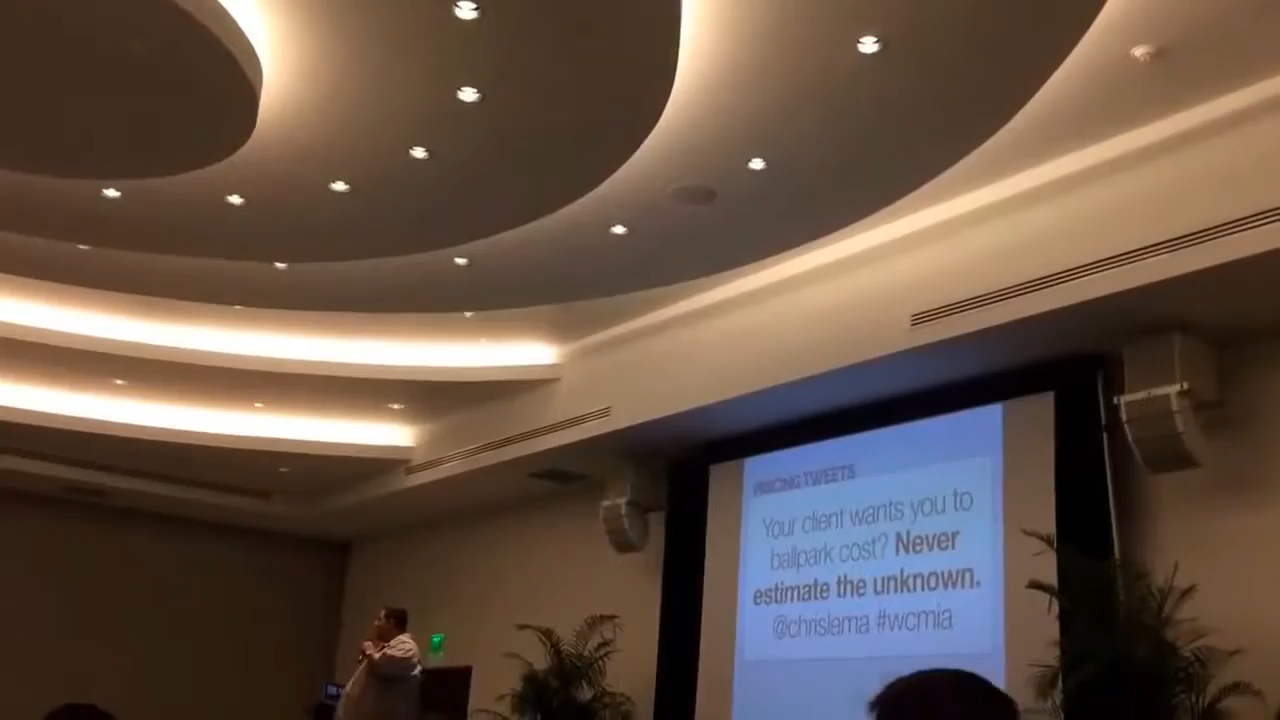 PRICING TWEETS
Your client wants you to
ballpark cost? Never
estimate the unknown.
@chrislema #wcmia